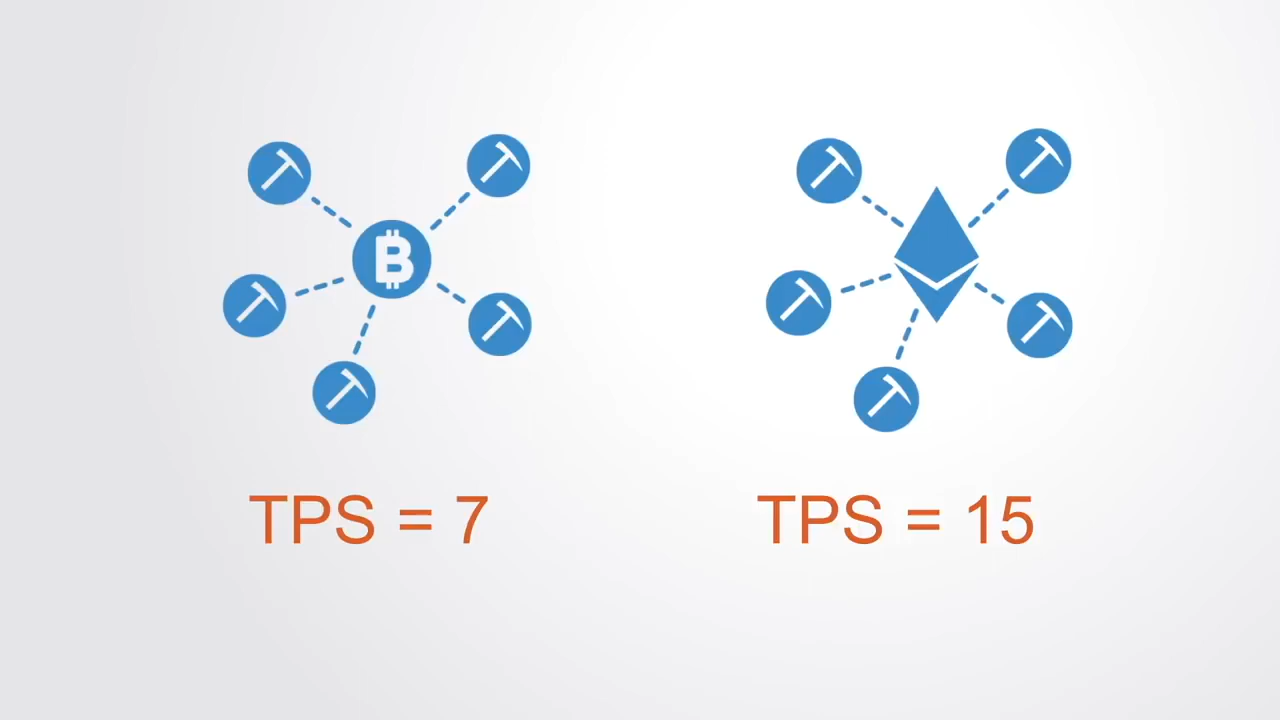 TPS = 7
TPS = 15